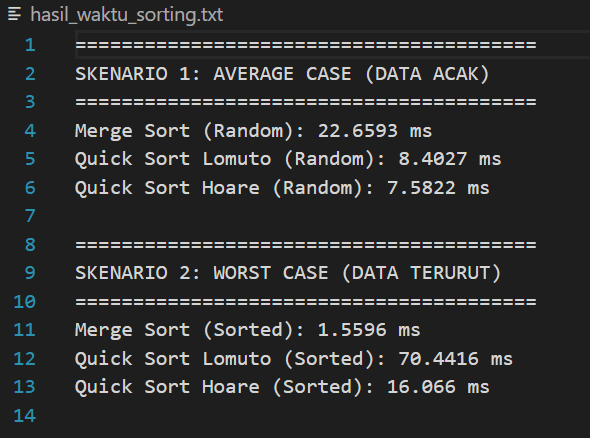 hasil_waktu_sorting.txt
1 =========================================
2 SKENARIO 1: AVERAGE CASE (DATA ACAK)
3 =========================================
4 Merge Sort (Random): 22.6593 ms
5 Quick Sort Lomuto (Random): 8.4027 ms
6 Quick Sort Hoare (Random): 7.5822 ms
7
8 =========================================
9 SKENARIO 2: WORST CASE (DATA TERURUT)
10 =========================================
11 Merge Sort (Sorted): 1.5596 ms
12 Quick Sort Lomuto (Sorted): 70.4416 ms
13 Quick Sort Hoare (Sorted): 16.066 ms
14